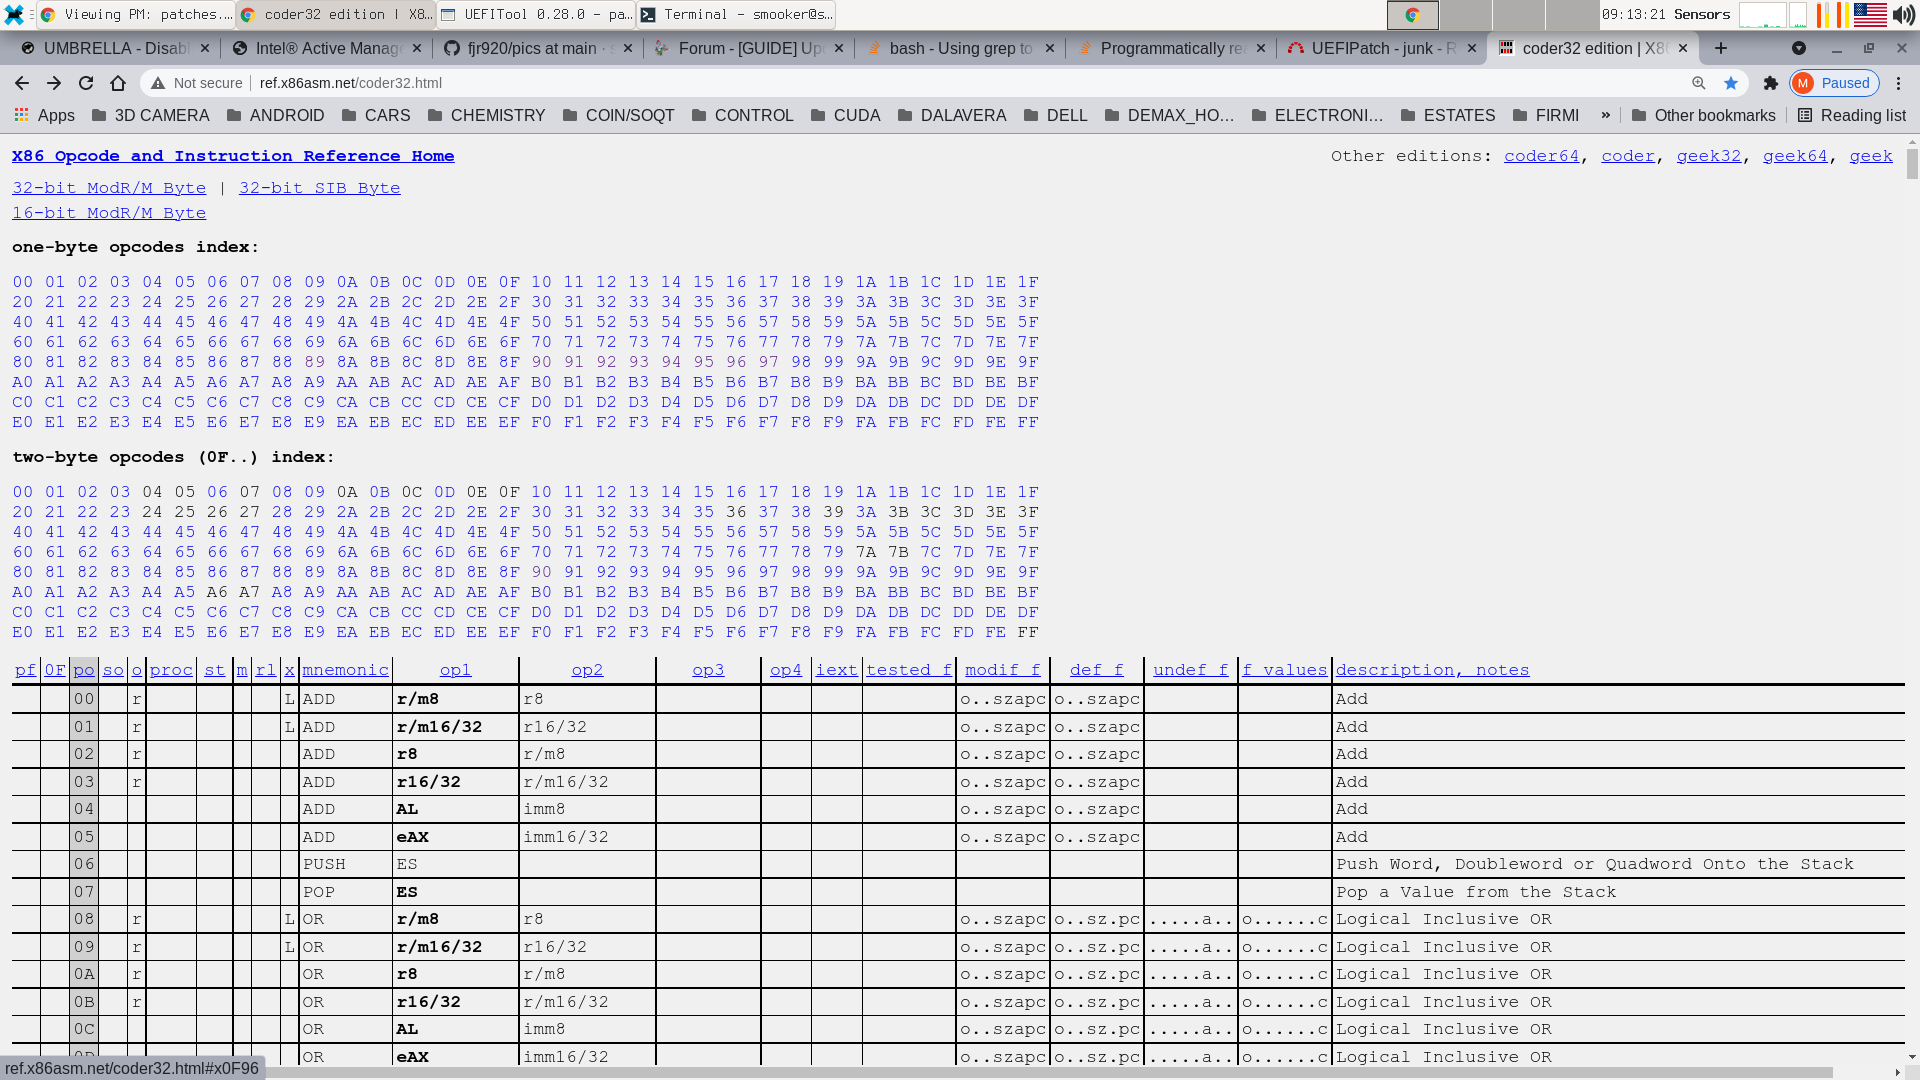 Viewing PM: patches....
coder32 edition | X8...
UEFITool 0.28.0 – pa...
Terminal – smooker@s...
09:13:21 Sensors
UMBRELLA - Disabl
Intel® Active Manag
fjr920/pics at main · s
Forum - [GUIDE] Up
bash - Using grep to
Programmatically re
UEFIPatch - junk - R
coder32 edition | X86
Not secure | ref.x86asm.net/coder32.html
M Paused
Apps 3D CAMERA ANDROID CARS CHEMISTRY COIN/SOQT CONTROL CUDA DALAVERA DELL DEMAX_HO… ELECTRONI… ESTATES FIRMI » Other bookmarks Reading list
X86 Opcode and Instruction Reference Home
Other editions: coder64, coder, geek32, geek64, geek
32-bit ModR/M Byte | 32-bit SIB Byte
16-bit ModR/M Byte
one-byte opcodes index:
00 01 02 03 04 05 06 07 08 09 0A 0B 0C 0D 0E 0F 10 11 12 13 14 15 16 17 18 19 1A 1B 1C 1D 1E 1F
20 21 22 23 24 25 26 27 28 29 2A 2B 2C 2D 2E 2F 30 31 32 33 34 35 36 37 38 39 3A 3B 3C 3D 3E 3F
40 41 42 43 44 45 46 47 48 49 4A 4B 4C 4D 4E 4F 50 51 52 53 54 55 56 57 58 59 5A 5B 5C 5D 5E 5F
60 61 62 63 64 65 66 67 68 69 6A 6B 6C 6D 6E 6F 70 71 72 73 74 75 76 77 78 79 7A 7B 7C 7D 7E 7F
80 81 82 83 84 85 86 87 88 89 8A 8B 8C 8D 8E 8F 90 91 92 93 94 95 96 97 98 99 9A 9B 9C 9D 9E 9F
A0 A1 A2 A3 A4 A5 A6 A7 A8 A9 AA AB AC AD AE AF B0 B1 B2 B3 B4 B5 B6 B7 B8 B9 BA BB BC BD BE BF
C0 C1 C2 C3 C4 C5 C6 C7 C8 C9 CA CB CC CD CE CF D0 D1 D2 D3 D4 D5 D6 D7 D8 D9 DA DB DC DD DE DF
E0 E1 E2 E3 E4 E5 E6 E7 E8 E9 EA EB EC ED EE EF F0 F1 F2 F3 F4 F5 F6 F7 F8 F9 FA FB FC FD FE FF
two-byte opcodes (0F..) index:
00 01 02 03 04 05 06 07 08 09 0A 0B 0C 0D 0E 0F 10 11 12 13 14 15 16 17 18 19 1A 1B 1C 1D 1E 1F
20 21 22 23 24 25 26 27 28 29 2A 2B 2C 2D 2E 2F 30 31 32 33 34 35 36 37 38 39 3A 3B 3C 3D 3E 3F
40 41 42 43 44 45 46 47 48 49 4A 4B 4C 4D 4E 4F 50 51 52 53 54 55 56 57 58 59 5A 5B 5C 5D 5E 5F
60 61 62 63 64 65 66 67 68 69 6A 6B 6C 6D 6E 6F 70 71 72 73 74 75 76 77 78 79 7A 7B 7C 7D 7E 7F
80 81 82 83 84 85 86 87 88 89 8A 8B 8C 8D 8E 8F 90 91 92 93 94 95 96 97 98 99 9A 9B 9C 9D 9E 9F
A0 A1 A2 A3 A4 A5 A6 A7 A8 A9 AA AB AC AD AE AF B0 B1 B2 B3 B4 B5 B6 B7 B8 B9 BA BB BC BD BE BF
C0 C1 C2 C3 C4 C5 C6 C7 C8 C9 CA CB CC CD CE CF D0 D1 D2 D3 D4 D5 D6 D7 D8 D9 DA DB DC DD DE DF
E0 E1 E2 E3 E4 E5 E6 E7 E8 E9 EA EB EC ED EE EF F0 F1 F2 F3 F4 F5 F6 F7 F8 F9 FA FB FC FD FE FF
pf 0F po so o proc st m rl x mnemonic op1 op2 op3 op4 iext tested f modif f def f undef f f values description, notes
00 r L ADD r/m8 r8 o..szapc o..szapc Add
01 r L ADD r/m16/32 r16/32 o..szapc o..szapc Add
02 r ADD r8 r/m8 o..szapc o..szapc Add
03 r ADD r16/32 r/m16/32 o..szapc o..szapc Add
04 ADD AL imm8 o..szapc o..szapc Add
05 ADD eAX imm16/32 o..szapc o..szapc Add
06 PUSH ES Push Word, Doubleword or Quadword Onto the Stack
07 POP ES Pop a Value from the Stack
08 r L OR r/m8 r8 o..szapc o..sz.pc .....a.. o......c Logical Inclusive OR
09 r L OR r/m16/32 r16/32 o..szapc o..sz.pc .....a.. o......c Logical Inclusive OR
0A r OR r8 r/m8 o..szapc o..sz.pc .....a.. o......c Logical Inclusive OR
0B r OR r16/32 r/m16/32 o..szapc o..sz.pc .....a.. o......c Logical Inclusive OR
0C OR AL imm8 o..szapc o..sz.pc .....a.. o......c Logical Inclusive OR
0D OR eAX imm16/32 o..szapc o..sz.pc .....a.. o......c Logical Inclusive OR
ref.x86asm.net/coder32.html#x0F96